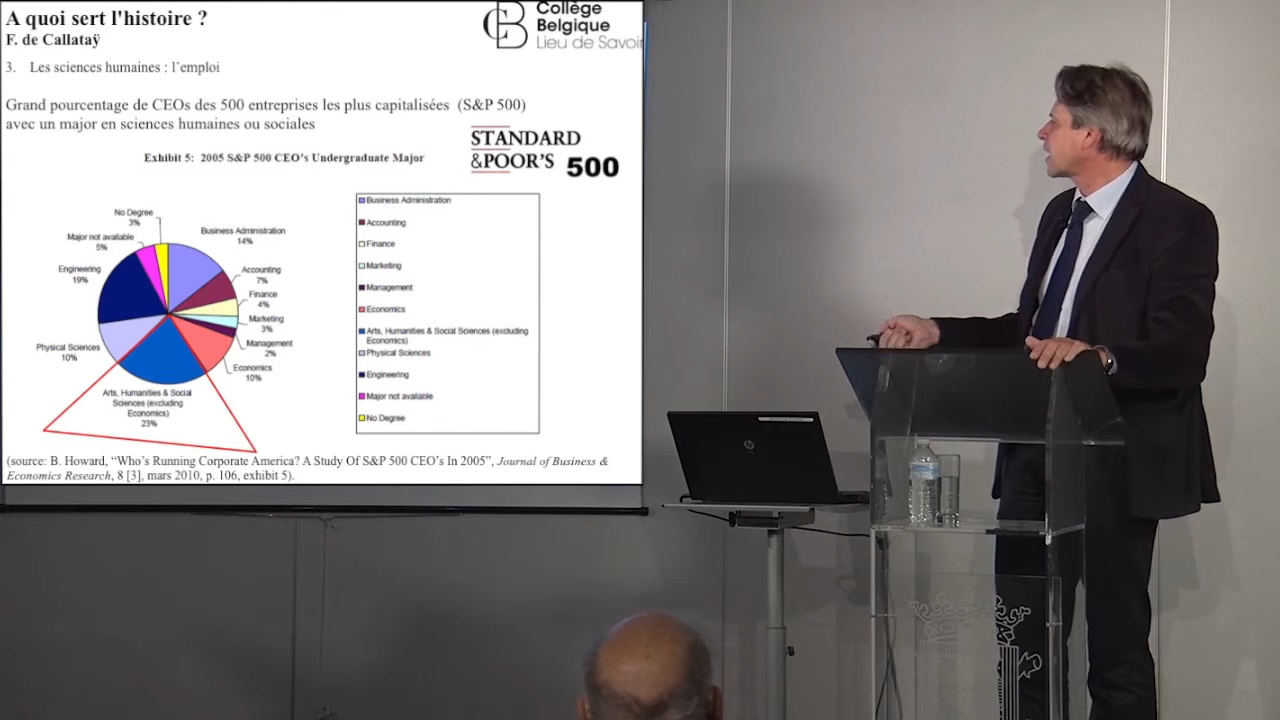 A quoi sert l'histoire ?
F. de Callataÿ
Collège
Belgique
Lieu de Savoir
3. Les sciences humaines : l'emploi
Grand pourcentage de CEOs des 500 entreprises les plus capitalisées (S&P 500)
avec un major en sciences humaines ou sociales
STANDARD
&POOR'S 500
Exhibit 5: 2005 S&P 500 CEO's Undergraduate Major
No Degree
3%
Major not available
5%
Engineering
19%
Physical Sciences
10%
Arts, Humanities & Social
Sciences (excluding
Economics)
23%
Business Administration
14%
Accounting
7%
Finance
4%
Marketing
3%
Management
2%
Economics
10%
Business Administration
Accounting
Finance
Marketing
Management
Economics
Arts, Humanities & Social Sciences (excluding
Economics)
Physical Sciences
Engineering
Major not available
No Degree
(source: B. Howard, “Who's Running Corporate America? A Study Of S&P 500 CEO's In 2005”, Journal of Business &
Economics Research, 8 [3], mars 2010, p. 106, exhibit 5).
hp